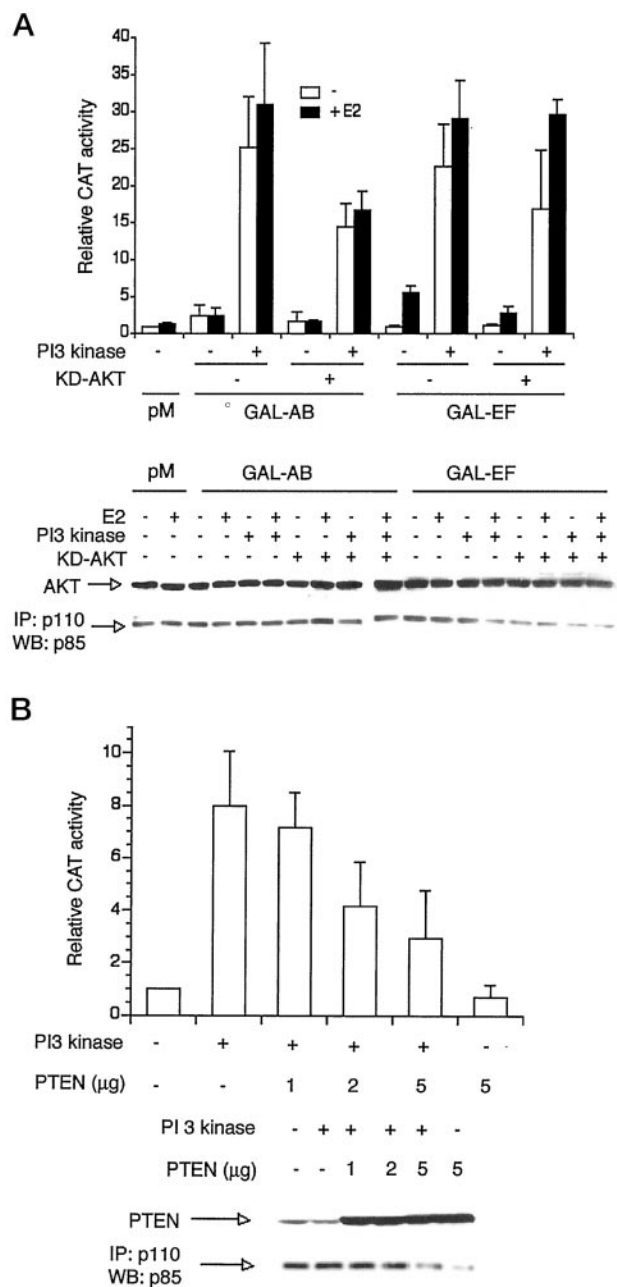 A
40
35
30
25
20
15
10
5
0
Relative CAT activity
-
+E2
PI3 kinase - - + - + - + - +
KD-AKT - + - +
pM GAL-AB GAL-EF
pM GAL-AB GAL-EF
E2 - + - + - + - + - + - + - + - + - +
PI3 kinase - - - - + + - - + + - - + + - - + +
KD-AKT - - - - - - + + + + - - - - + + + +
AKT
IP: p110
WB: p85
B
10
8
6
4
2
0
Relative CAT activity
PI3 kinase - + + + + -
PTEN (µg) - - 1 2 5 5
PI 3 kinase - + + + + -
PTEN (µg) - - 1 2 5 5
PTEN
IP: p110
WB: p85